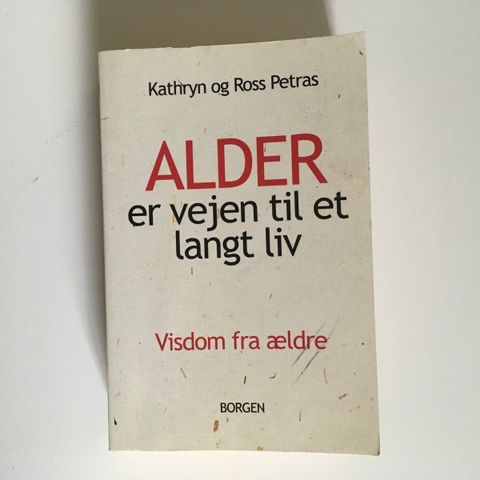 Kathryn og Ross Petras
ALDER
er vejen til et
langt liv
Visdom fra ældre
BORGEN